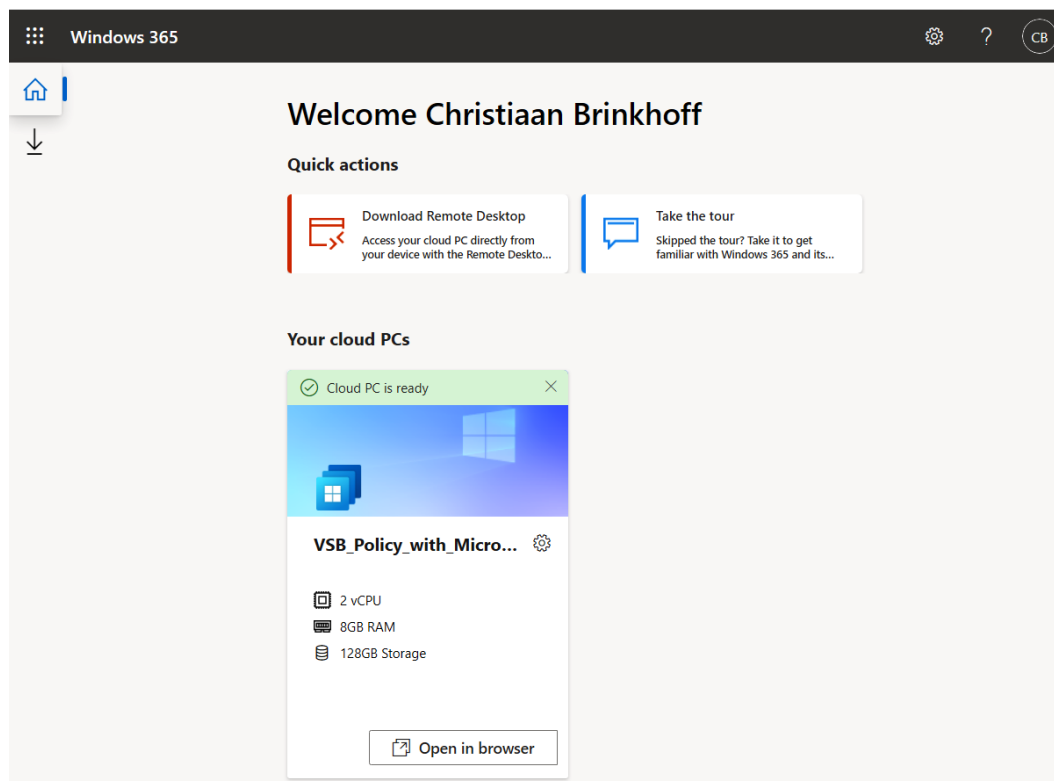 Windows 365
?
CB
Welcome Christiaan Brinkhoff
Quick actions
Download Remote Desktop
Access your cloud PC directly from
your device with the Remote Deskto...
Take the tour
Skipped the tour? Take it to get
familiar with Windows 365 and its...
Your cloud PCs
Cloud PC is ready
VSB_Policy_with_Micro...
2 vCPU
8GB RAM
128GB Storage
Open in browser